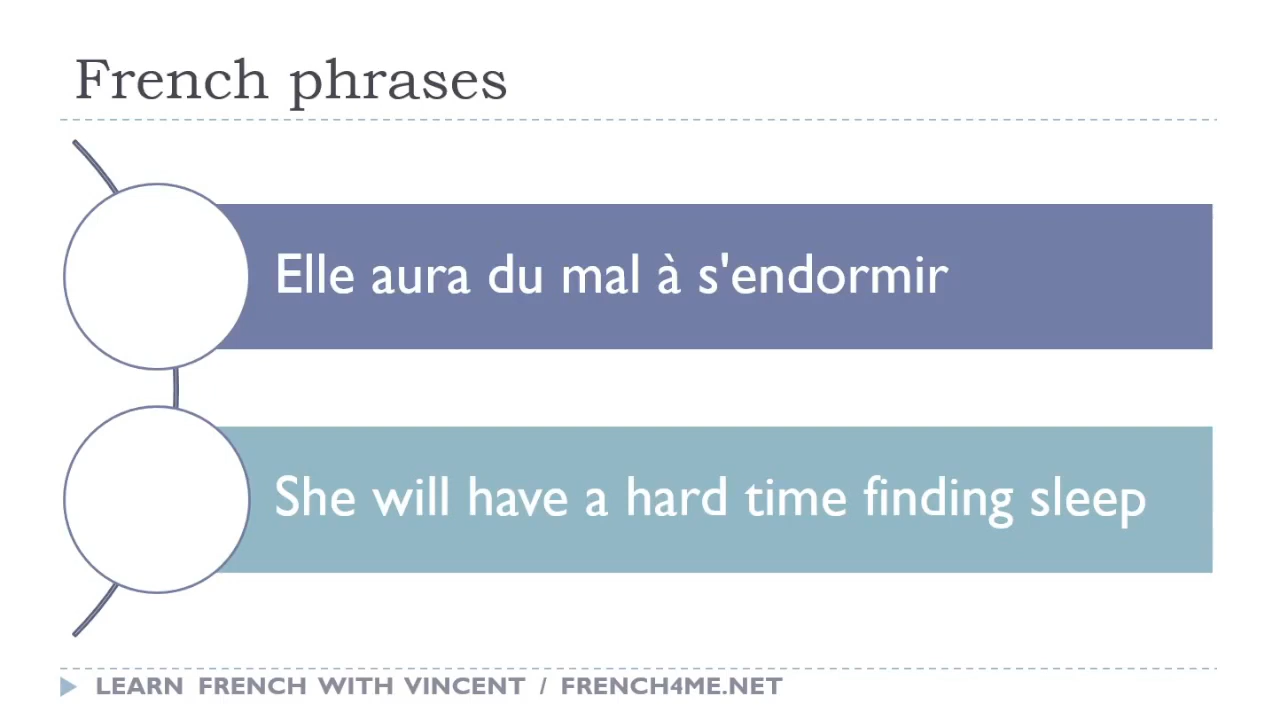 French phrases
Elle aura du mal à s'endormir
She will have a hard time finding sleep
LEARN FRENCH WITH VINCENT / FRENCH4ME.NET